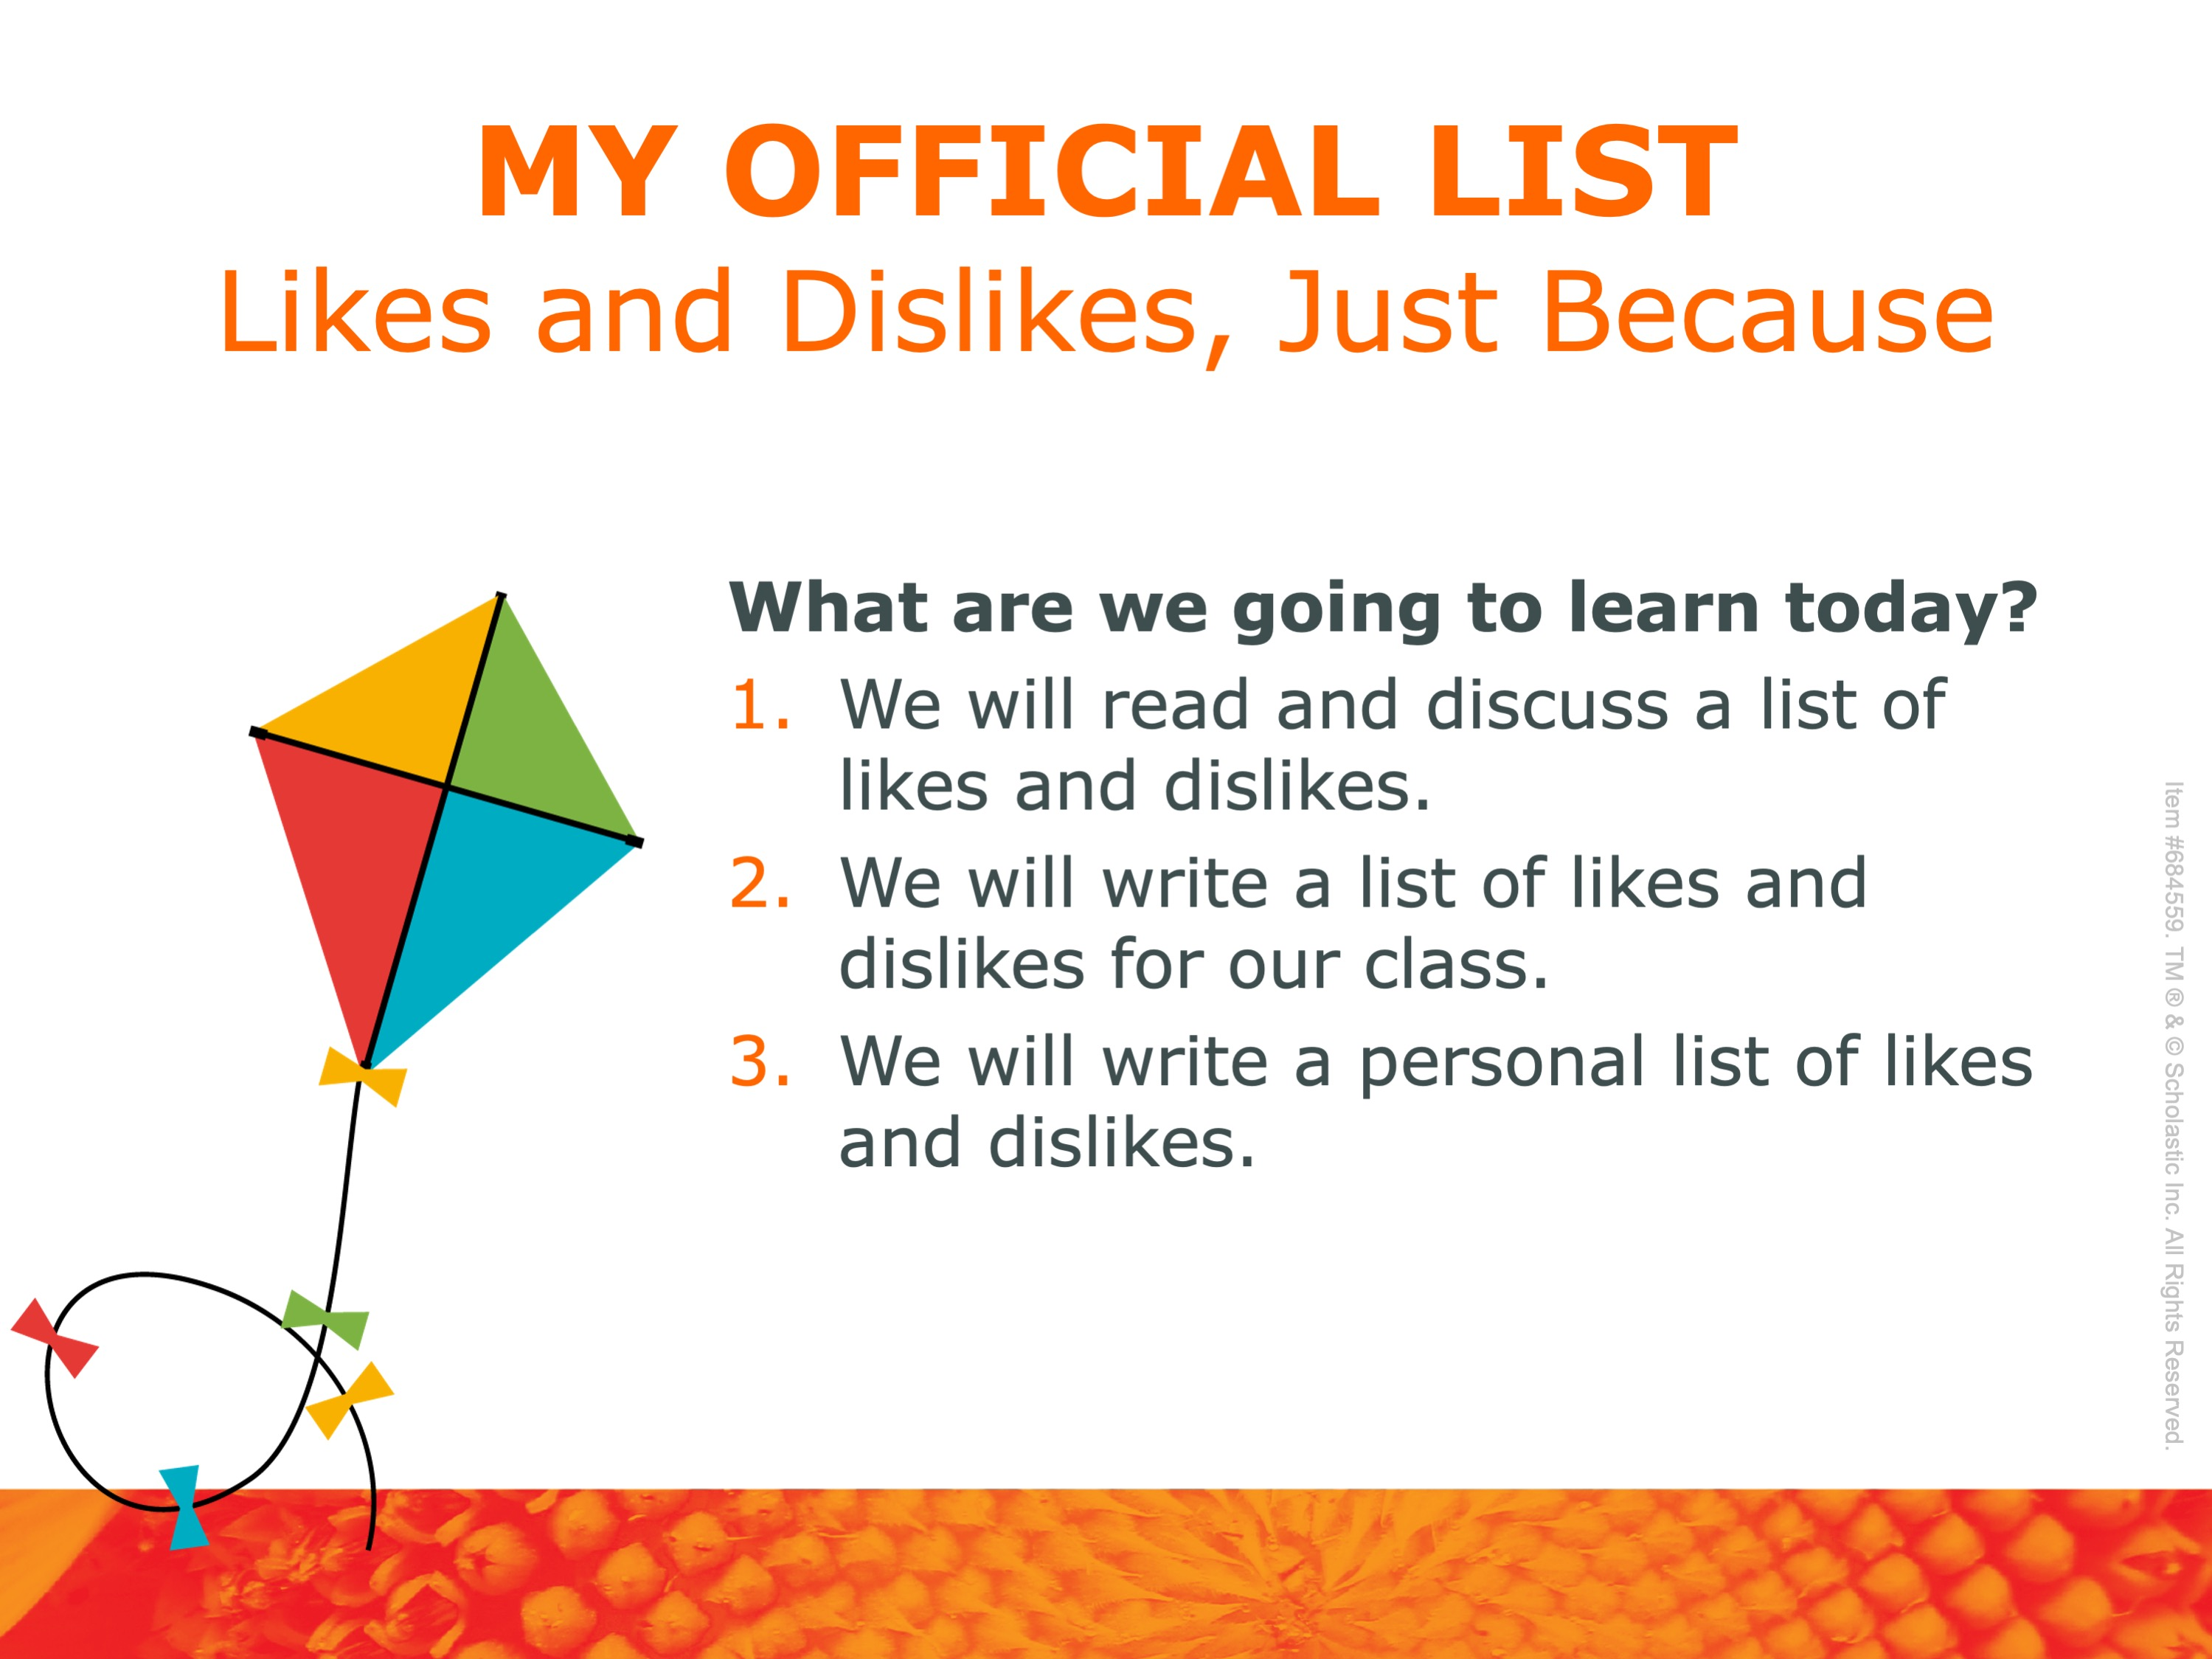 MY OFFICIAL LIST
Likes and Dislikes, Just Because
What are we going to learn today?
1. We will read and discuss a list of
likes and dislikes.
2. We will write a list of likes and
dislikes for our class.
3. We will write a personal list of likes
and dislikes.
Item #684559. TM ® & © Scholastic Inc. All Rights Reserved.